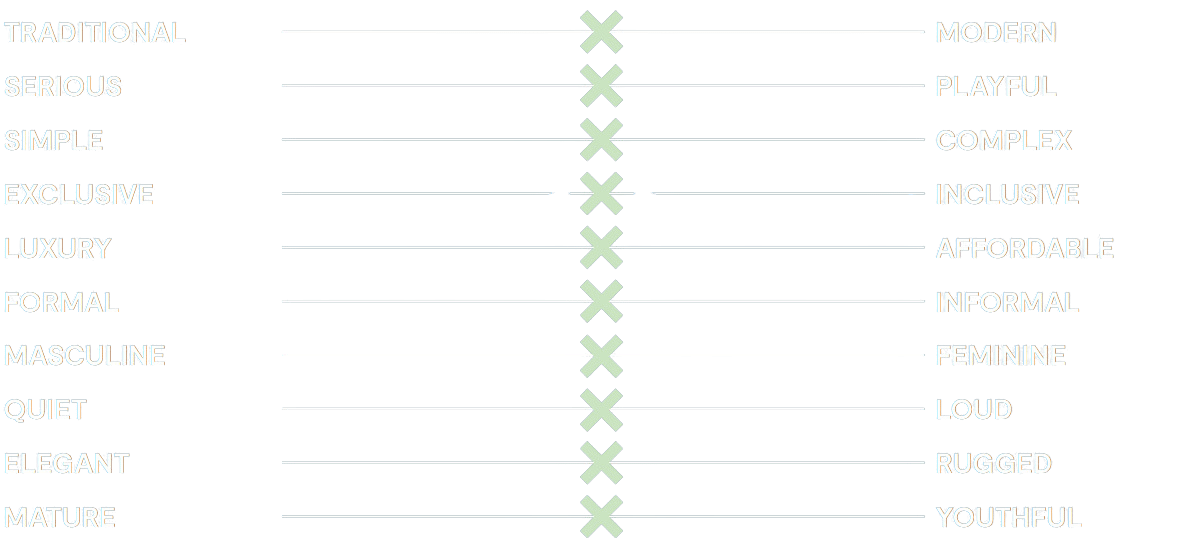 TRADITIONAL MODERN
SERIOUS PLAYFUL
SIMPLE COMPLEX
EXCLUSIVE INCLUSIVE
LUXURY AFFORDABLE
FORMAL INFORMAL
MASCULINE FEMININE
QUIET LOUD
ELEGANT RUGGED
MATURE YOUTHFUL